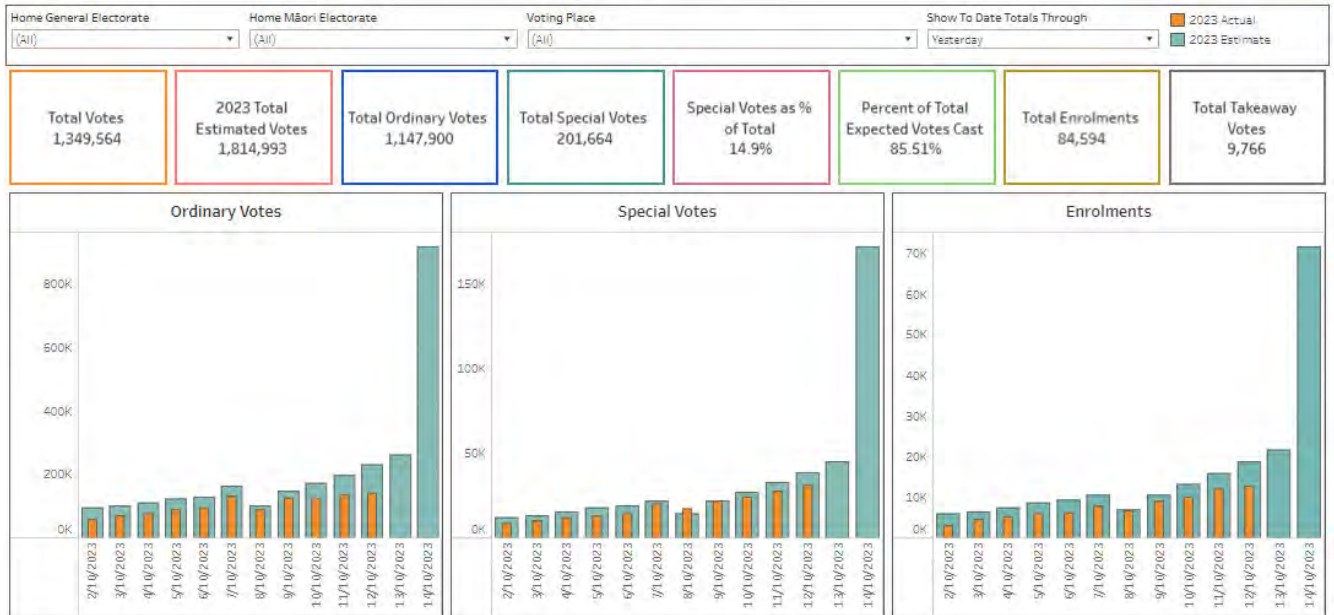 Home General Electorate
Home Māori Electorate
Voting Place
Show To Date Totals Through
2023 Actual
(All)
(All)
(All)
Yesterday
2023 Estimate
Total Votes
1,349,564
2023 Total
Estimated Votes
1,814,993
Total Ordinary Votes
1,147,900
Total Special Votes
201,664
Special Votes as %
of Total
14.9%
Percent of Total
Expected Votes Cast
85.51%
Total Enrolments
84,594
Total Takeaway
Votes
9,766
Ordinary Votes
800K
600K
400K
200K
0K
2/10/2023
3/10/2023
4/10/2023
5/10/2023
6/10/2023
7/10/2023
8/10/2023
9/10/2023
10/10/2023
11/10/2023
12/10/2023
13/10/2023
14/10/2023
Special Votes
150K
100K
50K
0K
2/10/2023
3/10/2023
4/10/2023
5/10/2023
6/10/2023
7/10/2023
8/10/2023
9/10/2023
10/10/2023
11/10/2023
12/10/2023
13/10/2023
14/10/2023
Enrolments
70K
60K
50K
40K
30K
20K
10K
0K
2/10/2023
3/10/2023
4/10/2023
5/10/2023
6/10/2023
7/10/2023
8/10/2023
9/10/2023
10/10/2023
11/10/2023
12/10/2023
13/10/2023
14/10/2023